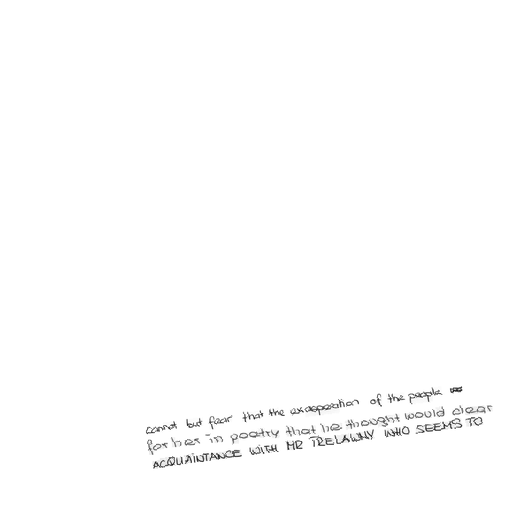 cannot but fear that the exasperation of the people
for her in poetry that he thought would clear
ACQUAINTANCE WITH MR TRELAWNY WHO SEEMS TO